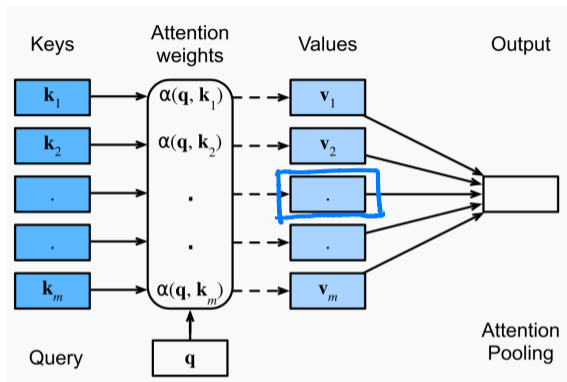 Keys
Attention
weights
Values
Output
k1
α(q, k1)
v1
k2
α(q, k2)
v2
.
.
.
.
.
.
km
α(q, km)
vm
Query
q
Attention
Pooling